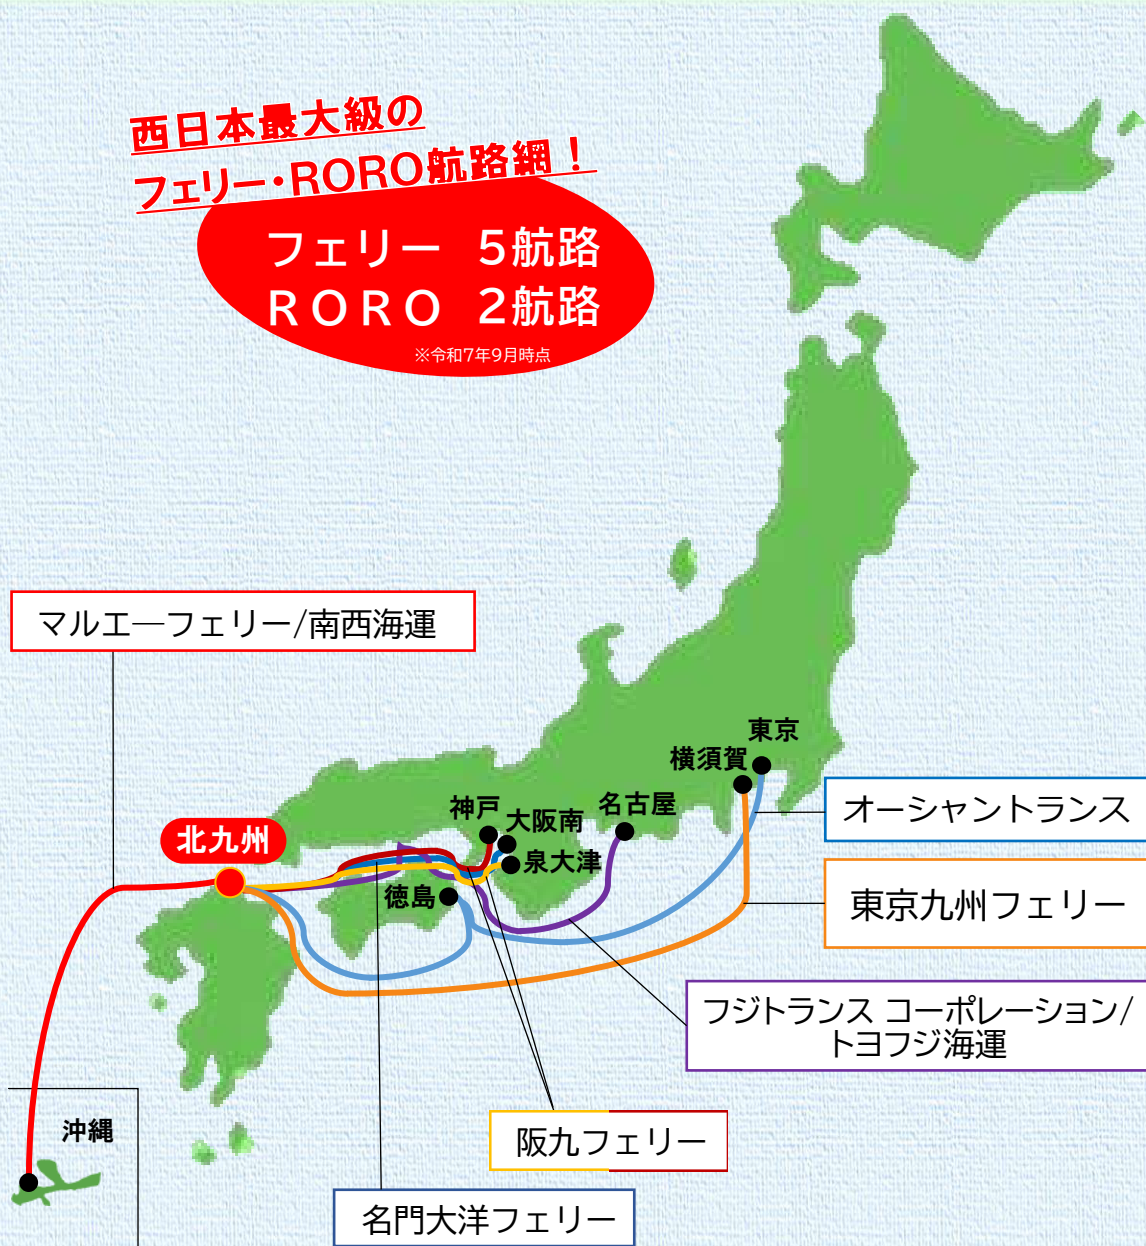 西日本最大級の
フェリー・RORO航路網！
フェリー 5航路
RORO 2航路
※令和7年9月時点
マルエーフェリー/南西海運
東京
横須賀
名古屋
神戸
大阪南
泉大津
徳島
北九州
オーシャントランス
東京九州フェリー
フジトランス コーポレーション/
トヨフジ海運
沖縄
阪九フェリー
名門大洋フェリー